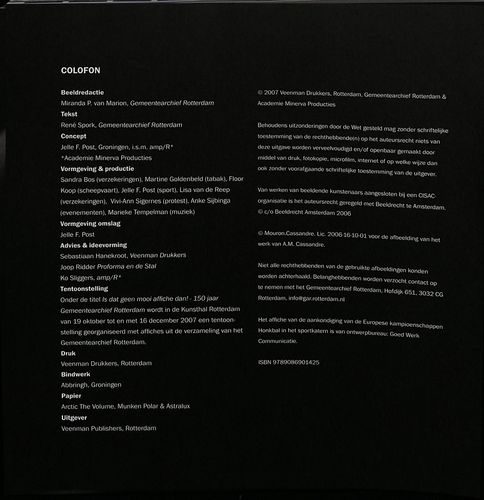 COLOFON
Beeldredactie
Miranda P. van Marion, Gemeentearchief Rotterdam
Tekst
René Spork, Gemeentearchief Rotterdam
Concept
Jelle F. Post, Groningen, i.s.m, amp/R*
*Academie Minerva Producties
Vormgeving & productie
Sandra Bos (verzekeringen), Martine Goldenbeld (tabak), Floor
Koop (scheepvaart), Jelle F. Post (sport), Lisa van de Reep
(verzekeringen), Vivi-Ann Sigernes (protest), Anke Sijbinga
(evenementen), Marieke Tempelman (muziek)
Vormgeving omslag
Jelle F. Post
Advies & ideevorming
Sebastiaan Hanekroot, Veenman Drukkers
Joop Ridder Proforma en de Stal
Ko Sliggers, amp/R*
Tentoonstelling
Onder de titel Is dat geen mooi affiche dan! - 150 jaar
Gemeentearchief Rotterdam wordt in de Kunsthal Rotterdam
van 19 oktober tot en met 16 december 2007 een tentoon-
stelling georganiseerd met affiches uit de verzameling van het
Gemeentearchief Rotterdam.
Druk
Veenman Drukkers, Rotterdam
Bindwerk
Abbringh, Groningen
Papier
Arctic The Volume, Munken Polar & Astralux
Uitgever
Veenman Publishers, Rotterdam
© 2007 Veenman Drukkers, Rotterdam, Gemeentearchief Rotterdam &
Academie Minerva Producties
Behoudens uitzonderingen door de Wet gesteld mag zonder schriftelijke
toestemming van de rechthebbende(n) op het auteursrecht niets van
deze uitgave worden verveelvoudigd en/of openbaar gemaakt door
middel van druk, fotokopie, microfilm, internet of op welke wijze dan
ook zonder voorafgaande schriftelijke toestemming van de uitgever.
Van werken van beeldende kunstenaars aangesloten bij een CISAC-
organisatie is het auteursrecht geregeld met Beeldrecht te Amsterdam.
© c/o Beeldrecht Amsterdam 2006
© Mouron.Cassandre. Lic. 2006-16-10-01 voor de afbeelding van het
werk van A.M. Cassandre.
Niet alle rechthebbenden van de gebruikte afbeeldingen konden
worden achterhaald. Belanghebbenden worden verzocht contact op
te nemen met het Gemeentearchief Rotterdam, Hofdijk 651, 3032 CG
Rotterdam, info@gar.rotterdam.nl
Het affiche van de aankondiging van de Europese kampioenschappen
Honkbal in het sportkatern is van ontwerpbureau: Goed Werk
Communicatie.
ISBN 9789086901425